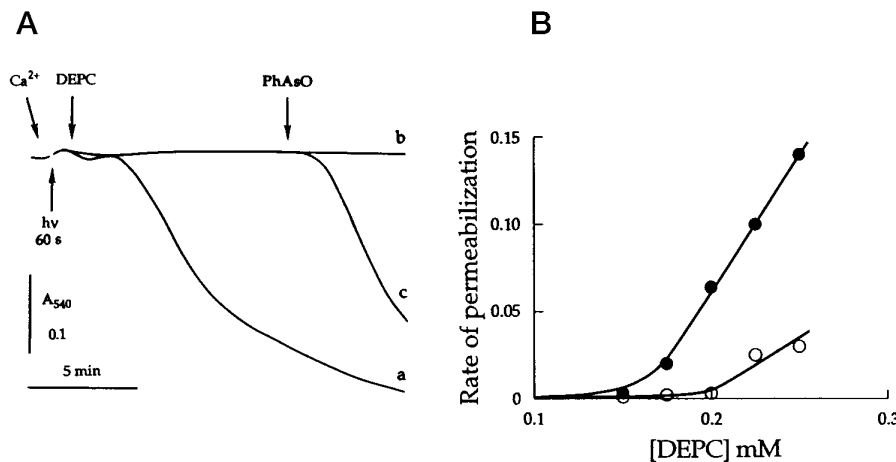 A
B
Ca²⁺ DEPC PhAsO
b
hν
60 s
A₅₄₀
0.1
5 min
c
a
Rate of permeabilization
0.15
0.10
0.05
0
0.1 0.2 0.3
[DEPC] mM